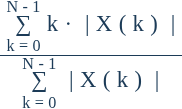 N - 1
∑ k · | X ( k ) |
k = 0
N - 1
∑ | X ( k ) |
k = 0